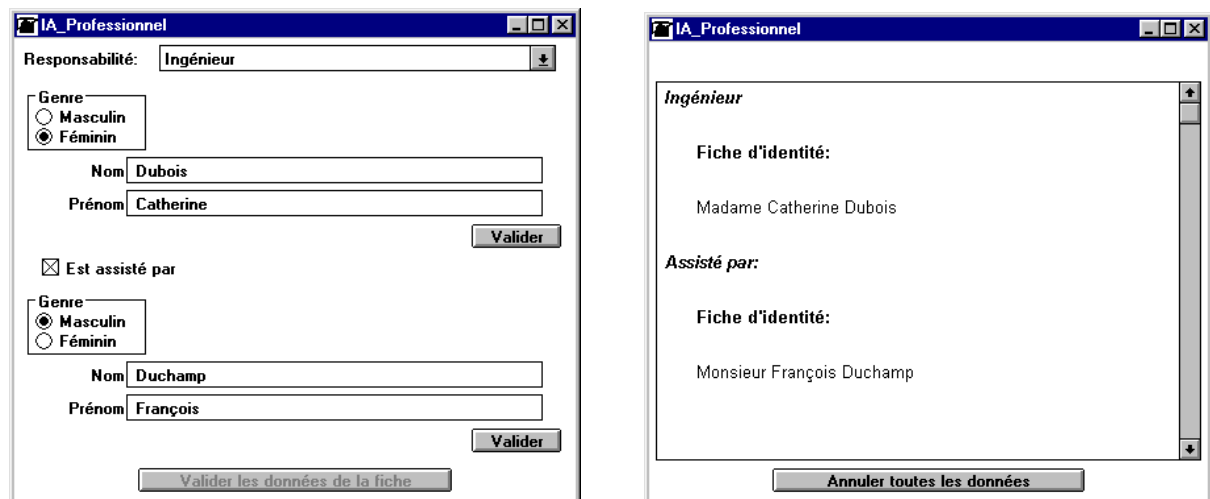 IA_Professionnel
Responsabilité: Ingénieur
Genre
Masculin
Féminin
Nom Dubois
Prénom Catherine
Valider
Est assisté par
Genre
Masculin
Féminin
Nom Duchamp
Prénom François
Valider
Valider les données de la fiche
IA_Professionnel
Ingénieur
Fiche d'identité:
Madame Catherine Dubois
Assisté par:
Fiche d'identité:
Monsieur François Duchamp
Annuler toutes les données